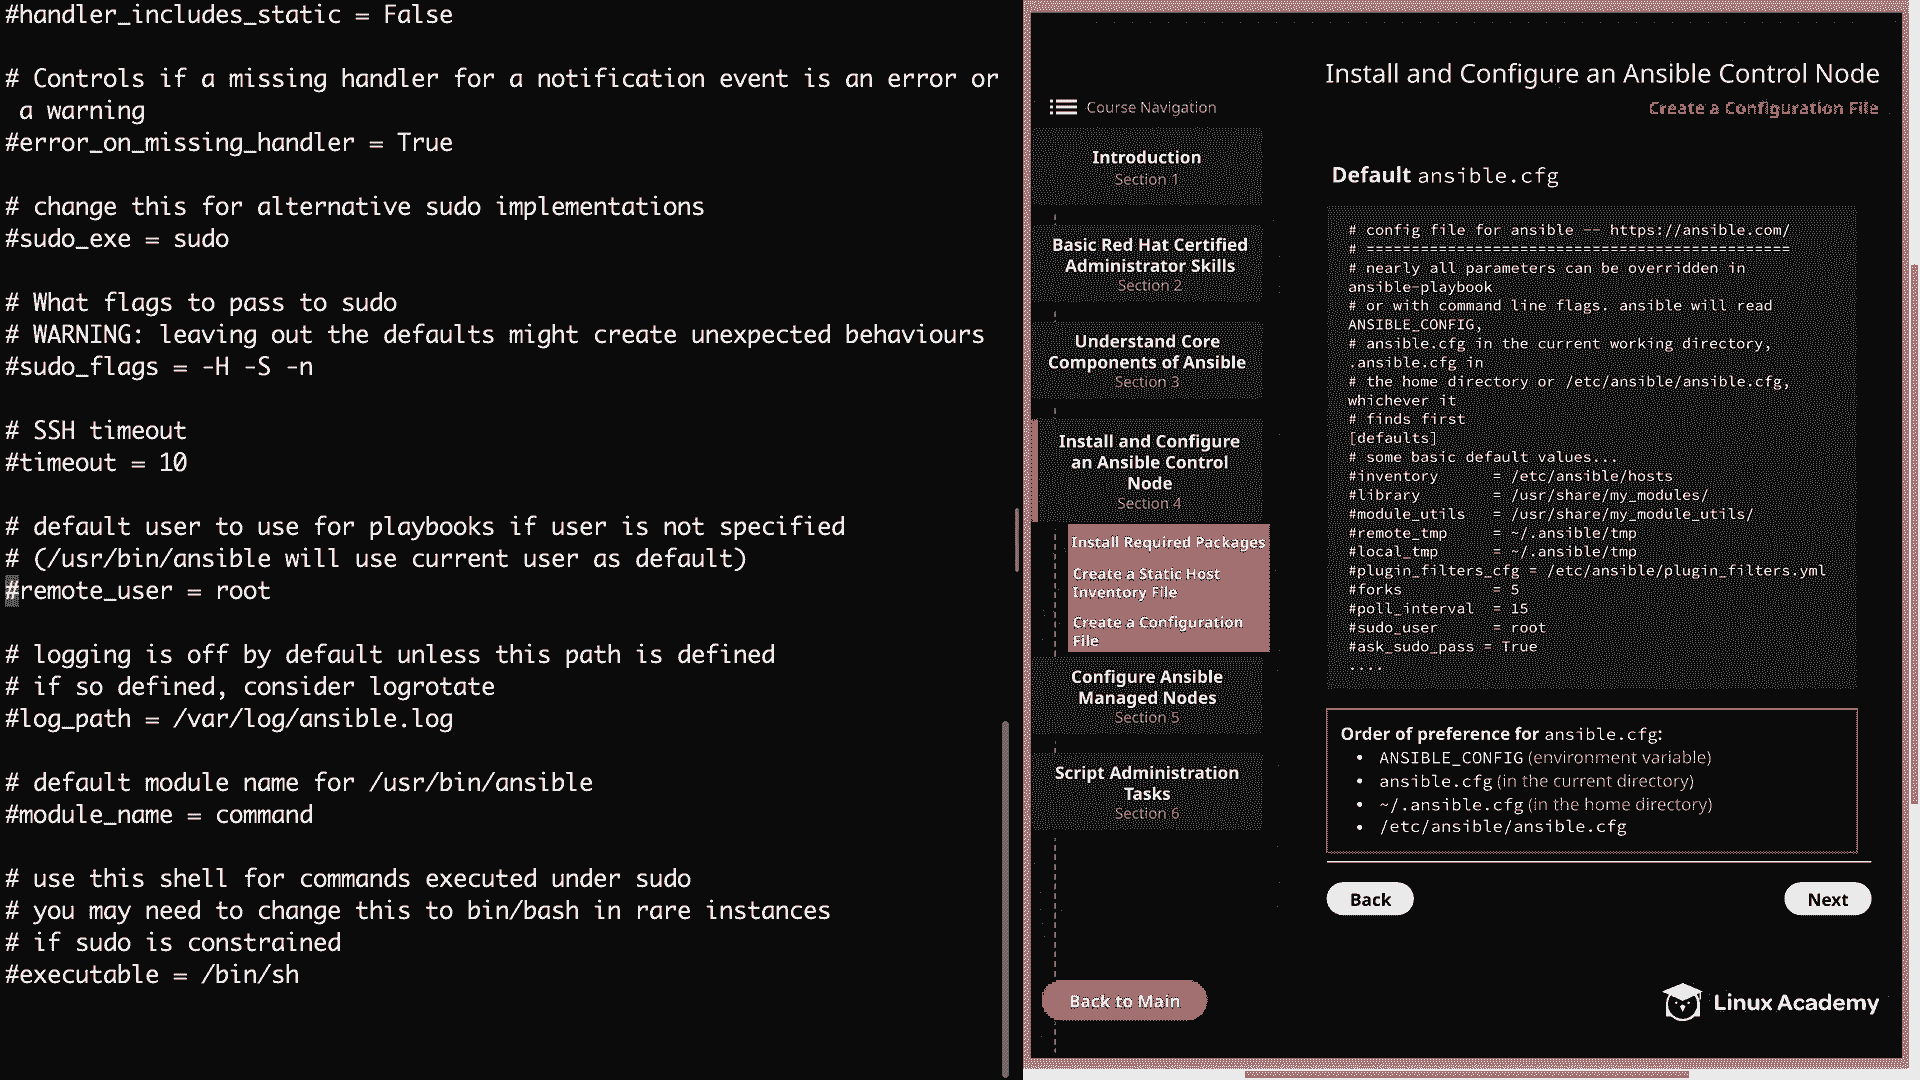 #handler_includes_static = False
# Controls if a missing handler for a notification event is an error or
a warning
#error_on_missing_handler = True
# change this for alternative sudo implementations
#sudo_exe = sudo
# What flags to pass to sudo
# WARNING: leaving out the defaults might create unexpected behaviours
#sudo_flags = -H -S -n
# SSH timeout
#timeout = 10
# default user to use for playbooks if user is not specified
# (/usr/bin/ansible will use current user as default)
#remote_user = root
# logging is off by default unless this path is defined
# if so defined, consider logrotate
#log_path = /var/log/ansible.log
# default module name for /usr/bin/ansible
#module_name = command
# use this shell for commands executed under sudo
# you may need to change this to bin/bash in rare instances
# if sudo is constrained
#executable = /bin/sh
Install and Configure an Ansible Control Node
Create a Configuration File
Course Navigation
Introduction
Section 1
Basic Red Hat Certified
Administrator Skills
Section 2
Understand Core
Components of Ansible
Section 3
Install and Configure
an Ansible Control
Node
Section 4
Install Required Packages
Create a Static Host
Inventory File
Create a Configuration
File
Configure Ansible
Managed Nodes
Section 5
Script Administration
Tasks
Section 6
Back to Main
Default ansible.cfg
# config file for ansible -- https://ansible.com/
# ===============================================
# nearly all parameters can be overridden in
ansible-playbook
# or with command line flags. ansible will read
ANSIBLE_CONFIG,
# ansible.cfg in the current working directory,
.ansible.cfg in
# the home directory or /etc/ansible/ansible.cfg,
whichever it
# finds first
[defaults]
# some basic default values...
#inventory      = /etc/ansible/hosts
#library        = /usr/share/my_modules/
#module_utils   = /usr/share/my_module_utils/
#remote_tmp     = ~/.ansible/tmp
#local_tmp      = ~/.ansible/tmp
#plugin_filters_cfg = /etc/ansible/plugin_filters.yml
#forks          = 5
#poll_interval  = 15
#sudo_user      = root
#ask_sudo_pass = True
....
Order of preference for ansible.cfg:
• ANSIBLE_CONFIG (environment variable)
• ansible.cfg (in the current directory)
• ~/.ansible.cfg (in the home directory)
• /etc/ansible/ansible.cfg
Back
Next
Linux Academy